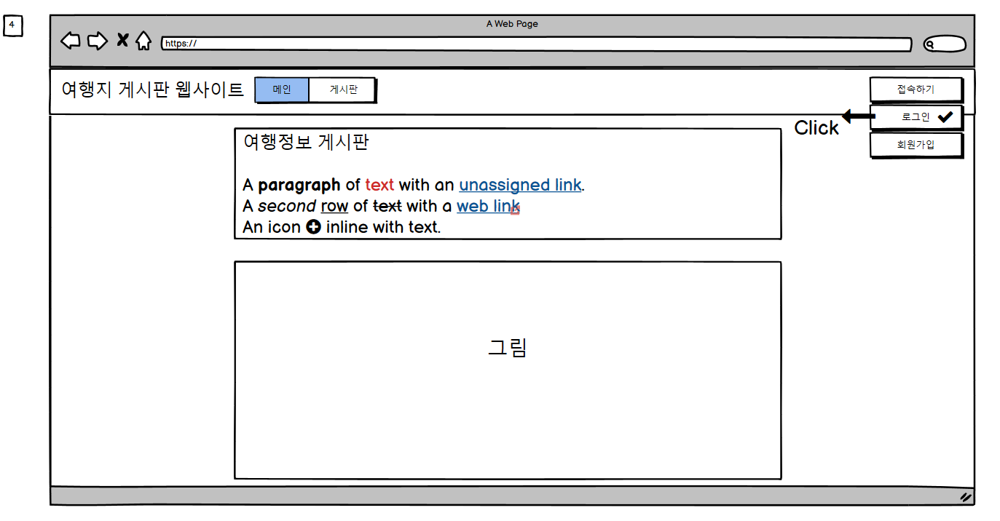 4
A Web Page
https://
여행지 게시판 웹사이트
메인
게시판
접속하기
로그인
Click
회원가입
여행정보 게시판
A paragraph of text with an unassigned link.
A second row of text with a web link
An icon inline with text.
그림